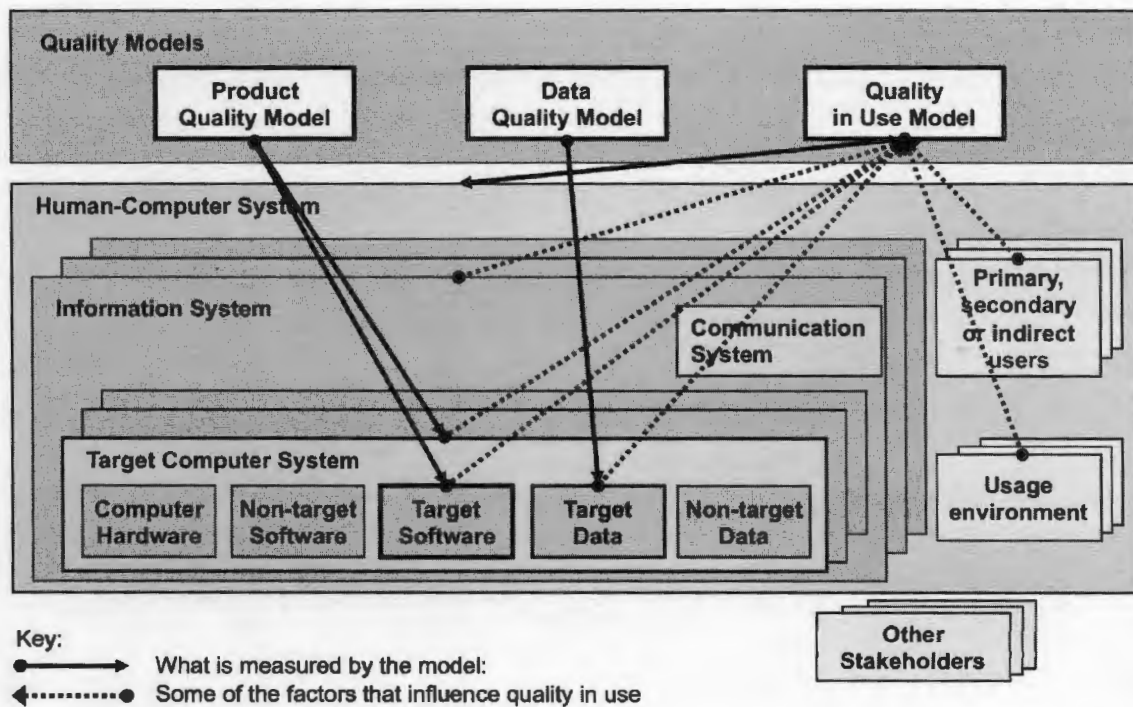 Quality Models
Product
Quality Model
Data
Quality Model
Quality
in Use Model
Human-Computer System
Information System
Communication
System
Primary,
secondary
or indirect
users
Target Computer System
Computer
Hardware
Non-target
Software
Target
Software
Target
Data
Non-target
Data
Usage
environment
Other
Stakeholders
Key:
What is measured by the model:
Some of the factors that influence quality in use